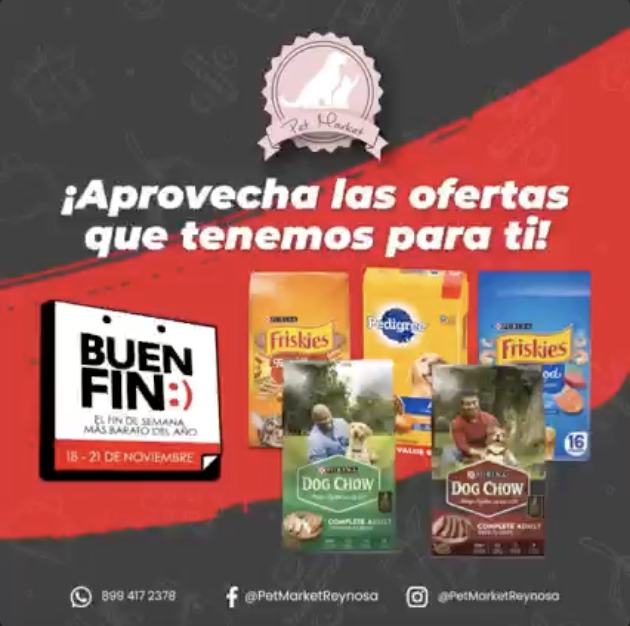 Pet Market
¡Aprovecha las ofertas
que tenemos para ti!
BUEN
FIN:)
EL FIN DE SEMANA
MÁS BARATO DEL AÑO
18 - 21 DE NOVIEMBRE
PURINA
Friskies
Pedigree
VALUE
PURINA
Friskies
16
PURINA
DOG CHOW
COMPLETE ADULT
PURINA
DOG CHOW
COMPLETE ADULT
899 417 2378
@PetMarketReynosa
@PetMarketReynosa